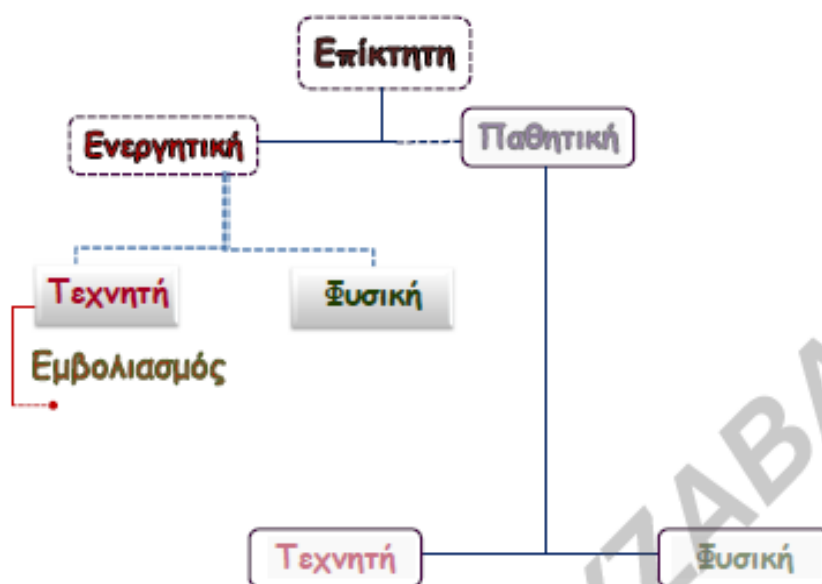 Επίκτητη
Ενεργητική
Παθητική
Τεχνητή
Φυσική
Εμβολιασμός
Τεχνητή
Φυσική